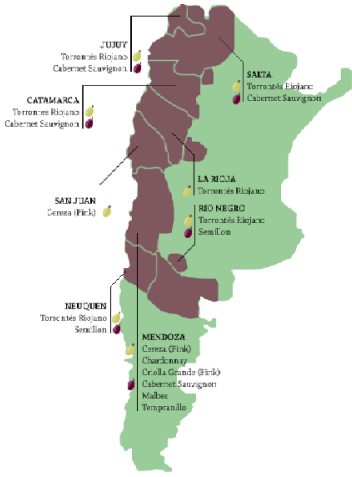 JUJUY
Torrontés Riojano
Cabernet Sauvignon
SALTA
Torrontés Riojano
Cabernet Sauvignon
CATAMARCA
Torrontés Riojano
Cabernet Sauvignon
LA RIOJA
Torrontés Riojano
SAN JUAN
Cereza (Pink)
RIO NEGRO
Torrontés Riojano
Semillon
NEUQUEN
Torrontés Riojano
Semillon
MENDOZA
Cereza (Pink)
Chardonnay
Criolla Grande (Pink)
Cabernet Sauvignon
Malbec
Tempranillo